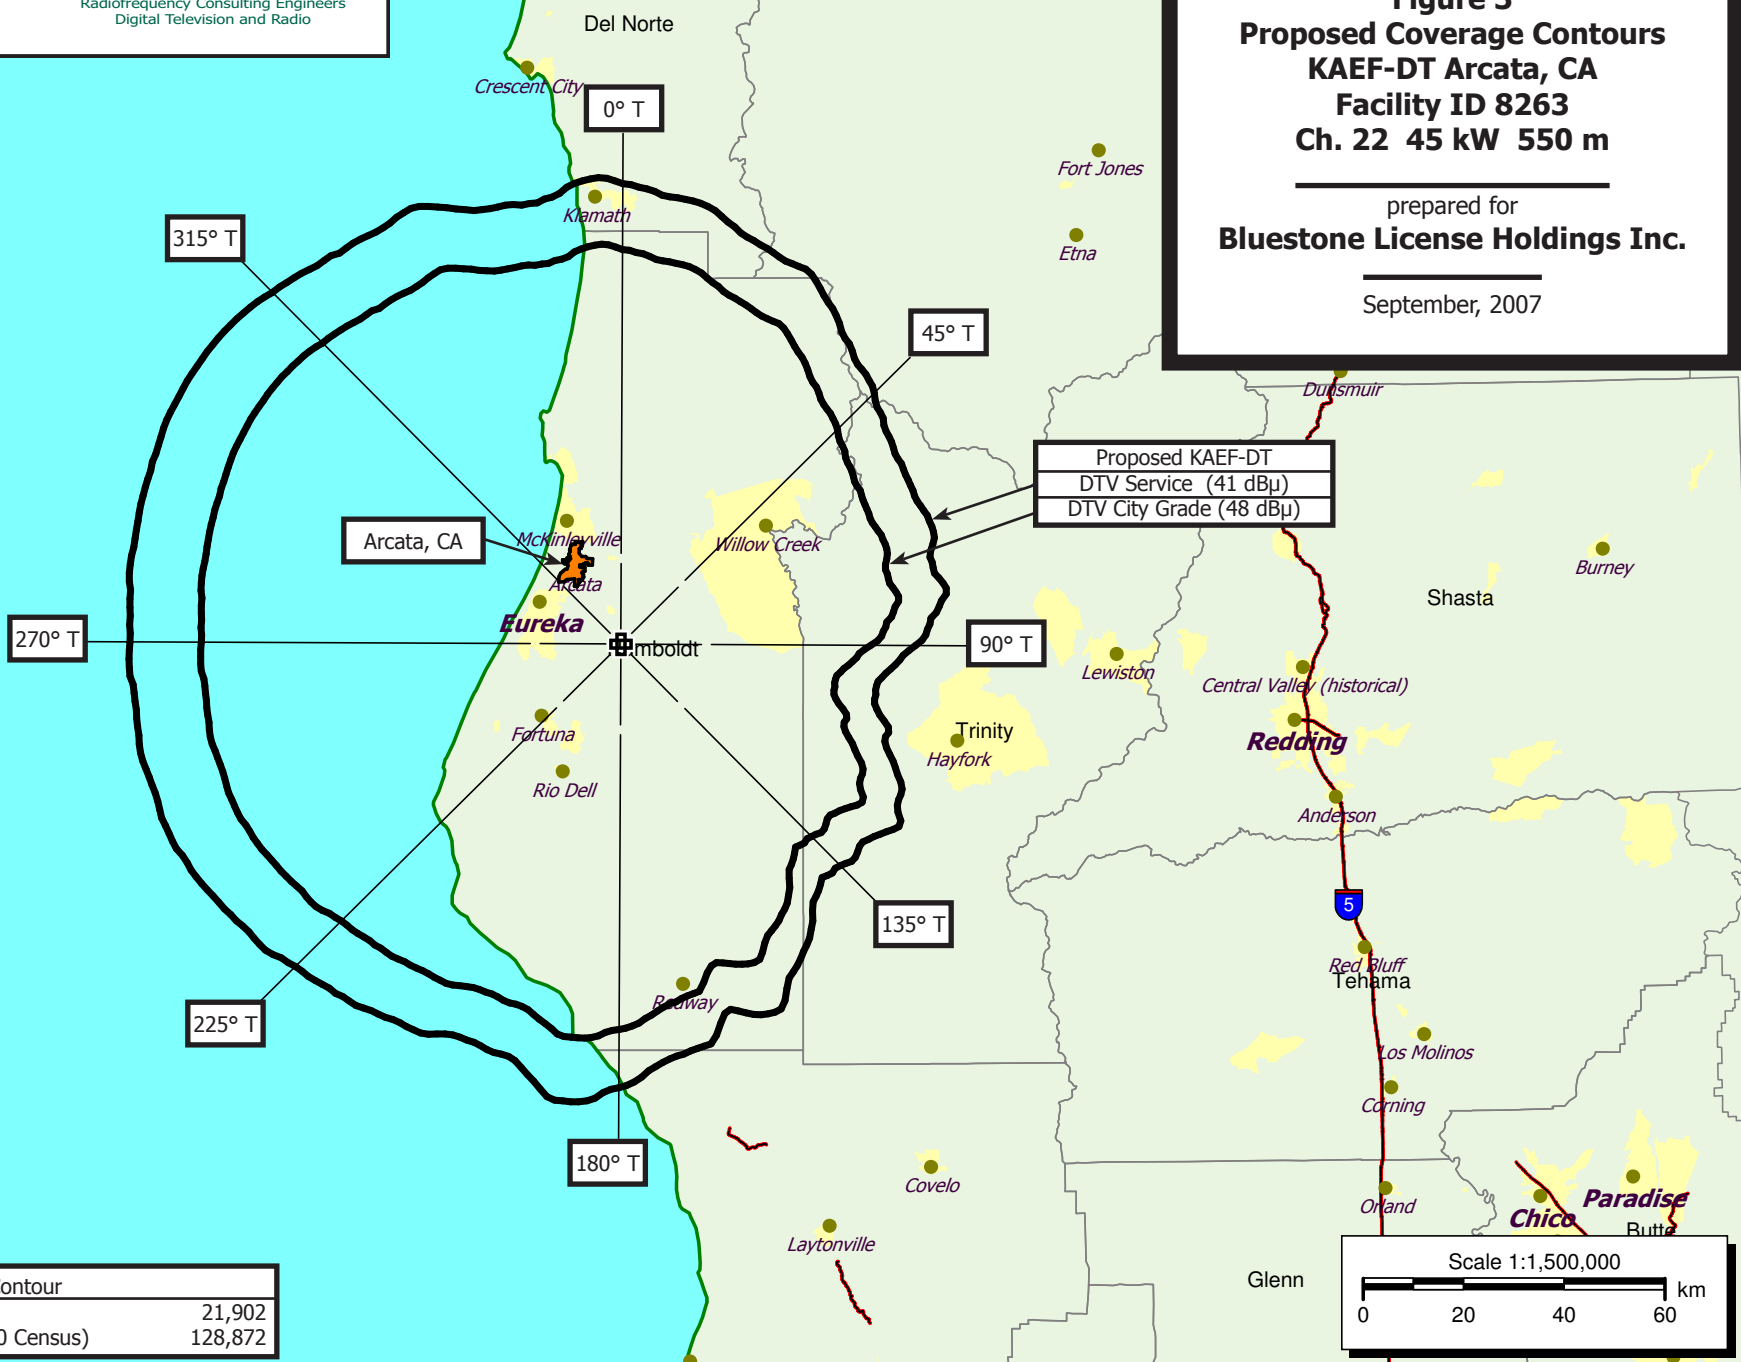 Radiofrequency Consulting Engineers
Digital Television and Radio
Figure 3
Proposed Coverage Contours
KAEF-DT Arcata, CA
Facility ID 8263
Ch. 22 45 kW 550 m
prepared for
Bluestone License Holdings Inc.
September, 2007
Del Norte
Crescent City
0° T
Fort Jones
Klamath
315° T
Etna
45° T
Dunsmuir
Proposed KAEF-DT
DTV Service (41 dBµ)
DTV City Grade (48 dBµ)
Arcata, CA
McKinleyville
Willow Creek
Burney
Arcata
Shasta
Eureka
270° T
mboldt
90° T
Lewiston
Central Valley (historical)
Fortuna
Trinity
Redding
Hayfork
Rio Dell
Anderson
5
135° T
Red Bluff
Tehama
Redway
225° T
Los Molinos
Corning
180° T
Covelo
Orland
Paradise
Chico
Butte
Laytonville
Glenn
Scale 1:1,500,000
km
0 20 40 60
ontour
21,902
0 Census) 128,872